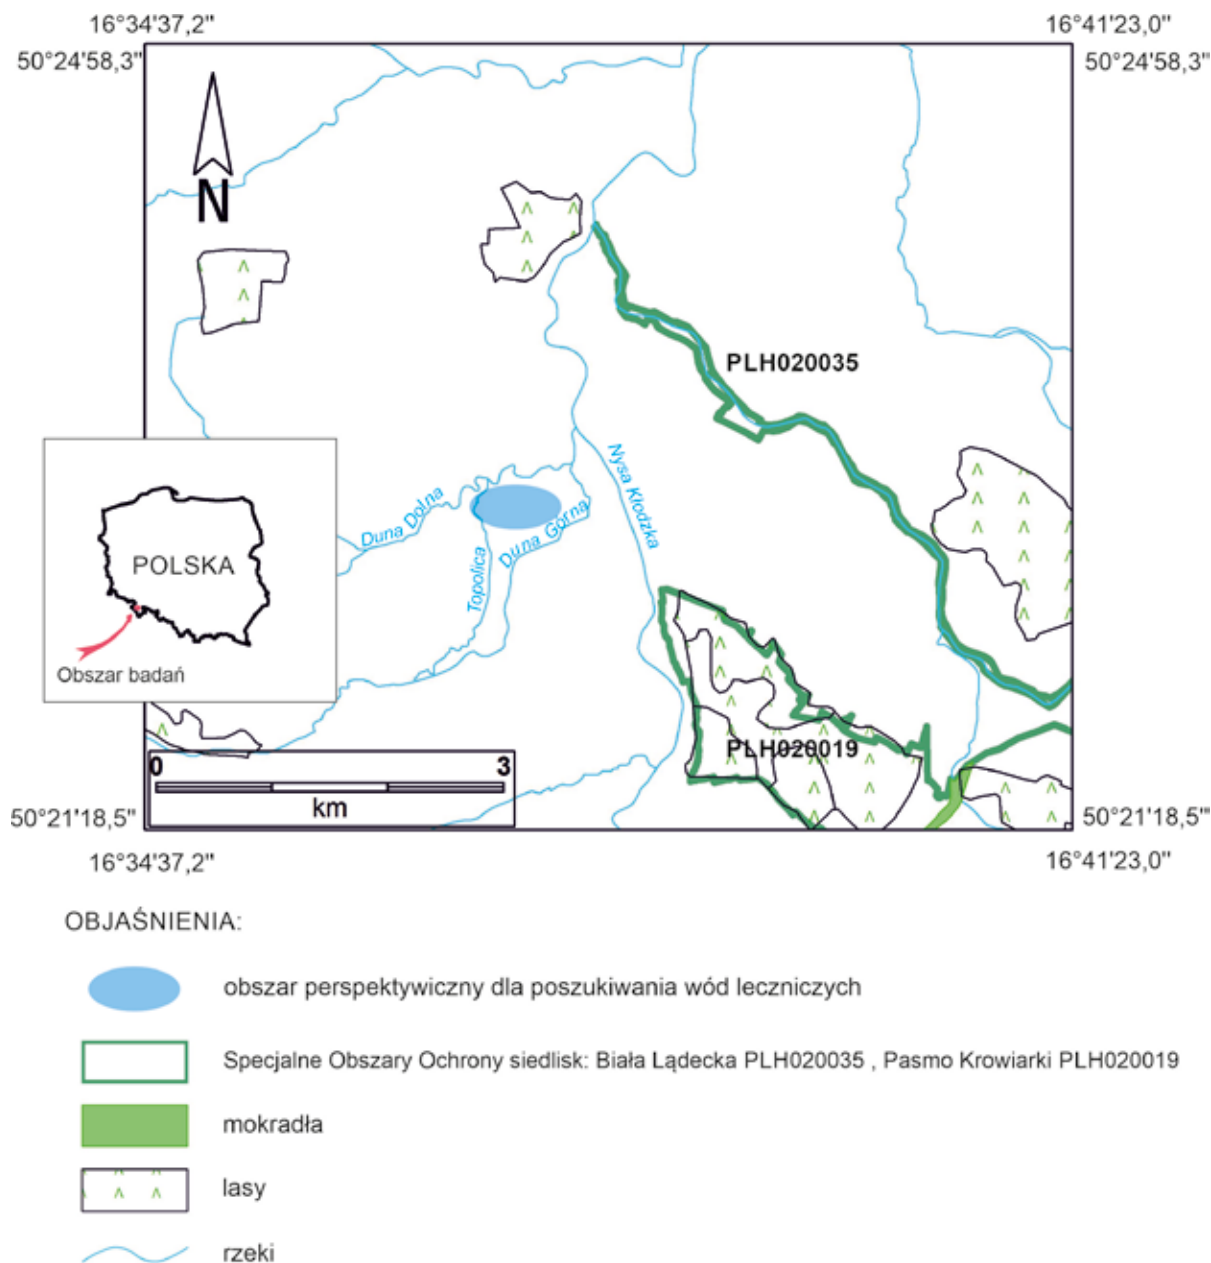 16°34'37,2"
16°41'23,0"
50°24'58,3"
50°24'58,3"
N
PLH020035
Nysa Kłodzka
Duna Dolna
Duna Górna
Topolica
POLSKA
Obszar badań
PLH020019
0
3
km
50°21'18,5"
50°21'18,5"
16°34'37,2"
16°41'23,0"
OBJAŚNIENIA:
obszar perspektywiczny dla poszukiwania wód leczniczych
Specjalne Obszary Ochrony siedlisk: Biała Lądecka PLH020035 , Pasmo Krowiarki PLH020019
mokradła
lasy
rzeki